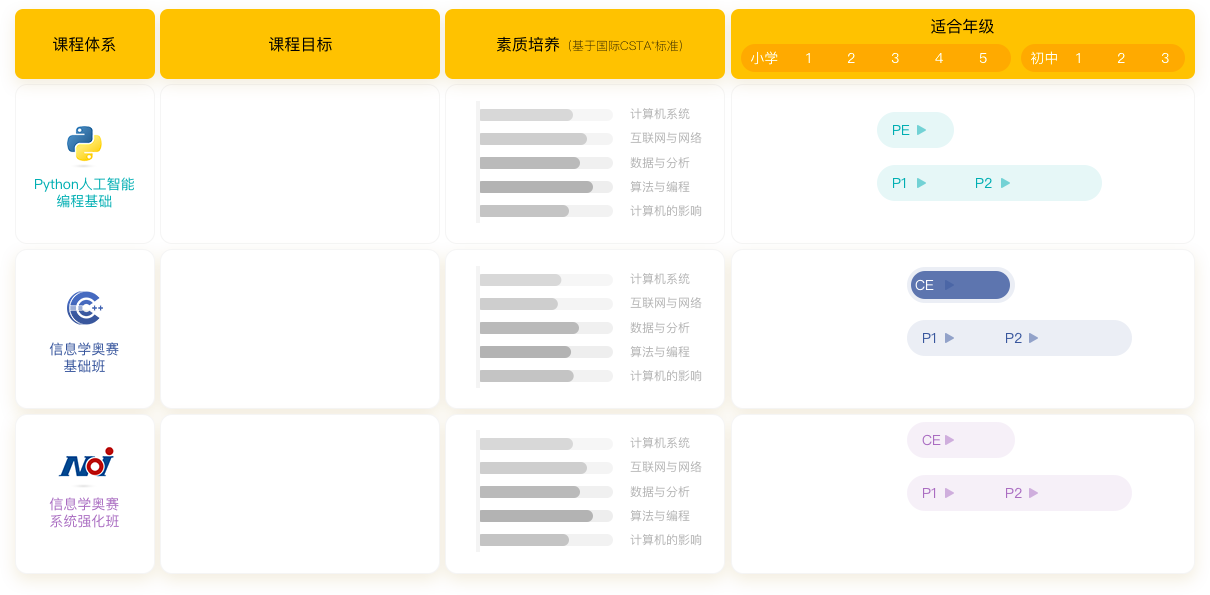 课程体系
课程目标
素质培养（基于国际CSTA*标准）
适合年级
小学 1 2 3 4 5 初中 1 2 3
Python人工智能
编程基础
计算机系统
互联网与网络
数据与分析
算法与编程
计算机的影响
PE
P1 P2
信息学奥赛
基础班
计算机系统
互联网与网络
数据与分析
算法与编程
计算机的影响
CE
P1 P2
NOI
信息学奥赛
系统强化班
计算机系统
互联网与网络
数据与分析
算法与编程
计算机的影响
CE
P1 P2